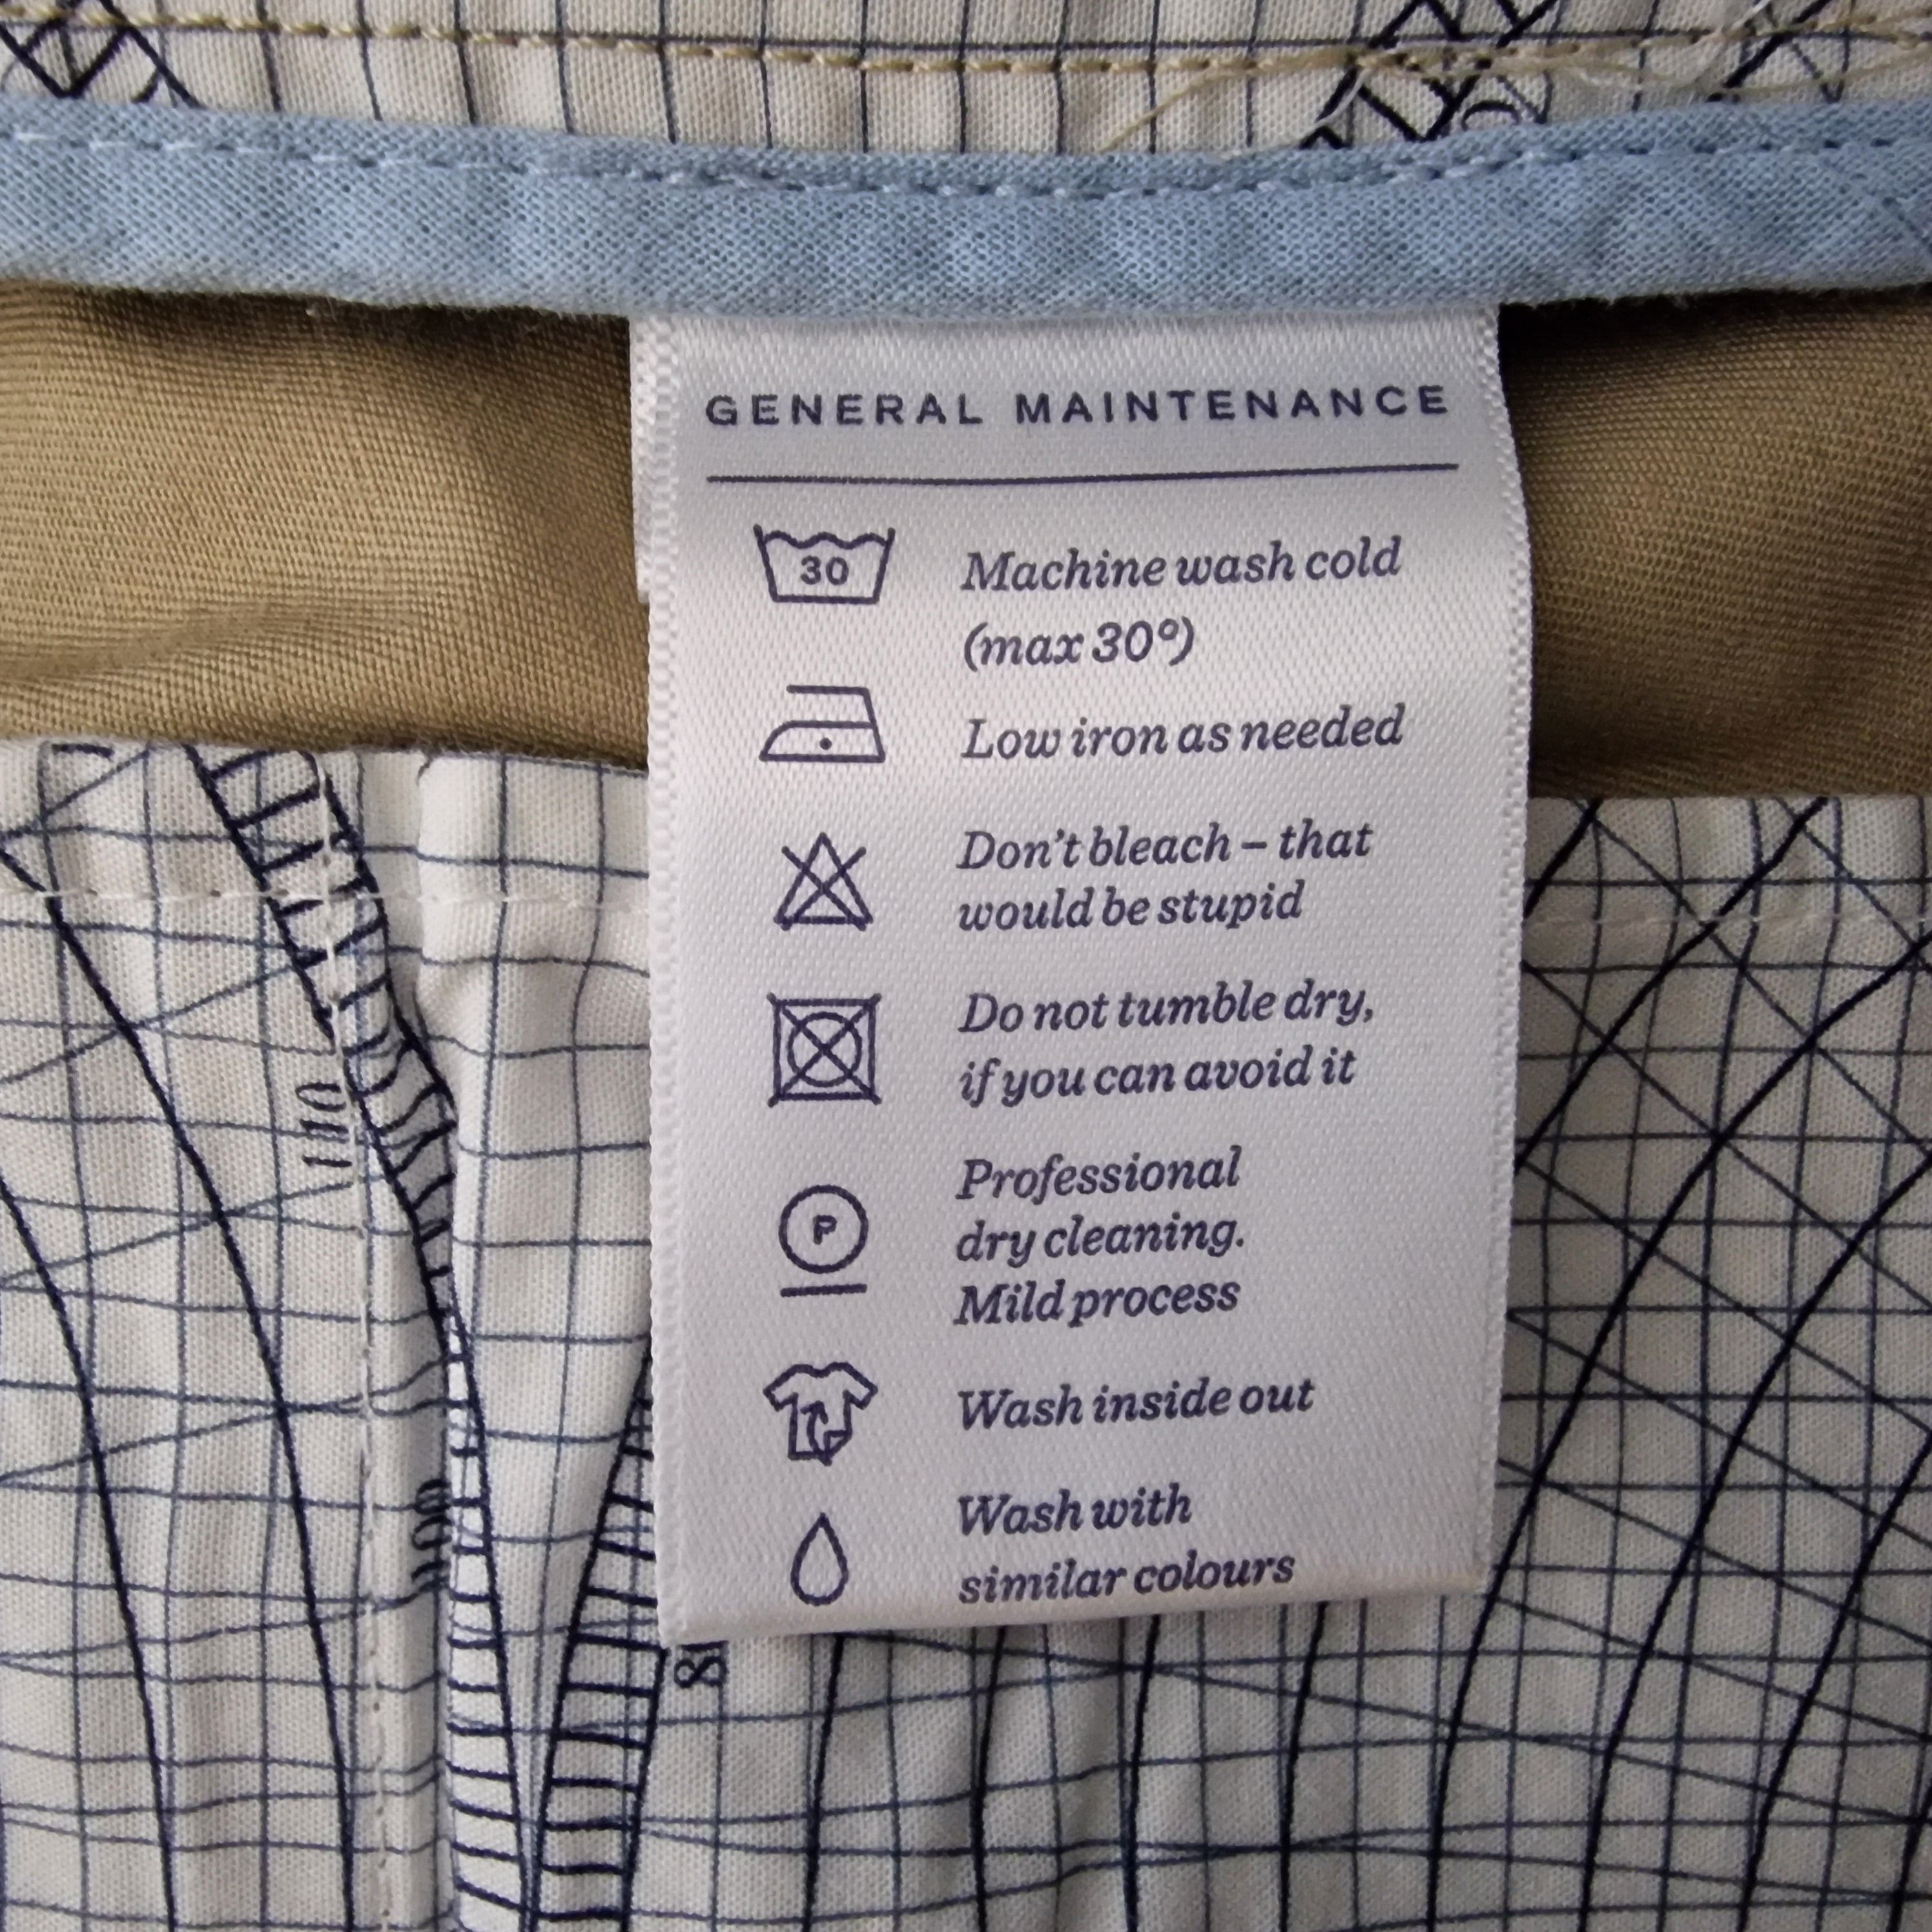 GENERAL MAINTENANCE
30
Machine wash cold
(max 30°)
Low iron as needed
Don't bleach – that
would be stupid
Do not tumble dry,
if you can avoid it
Professional
dry cleaning.
P
Mild process
Wash inside out
Wash with
similar colours
100
8